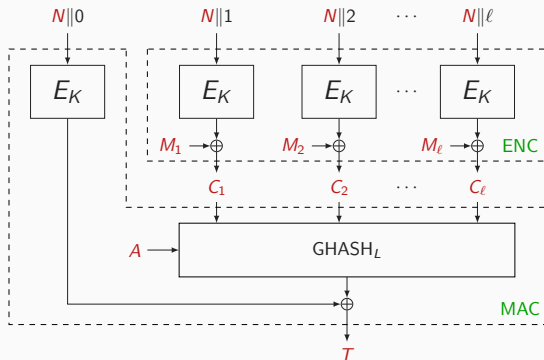 N‖0 N‖1 N‖2 ⋯ N‖ℓ
E_K E_K E_K ⋯ E_K
M_1 ⊕ M_2 ⊕ M_ℓ ⊕ ENC
C_1 C_2 ⋯ C_ℓ
A GHASH_L
⊕ MAC
T